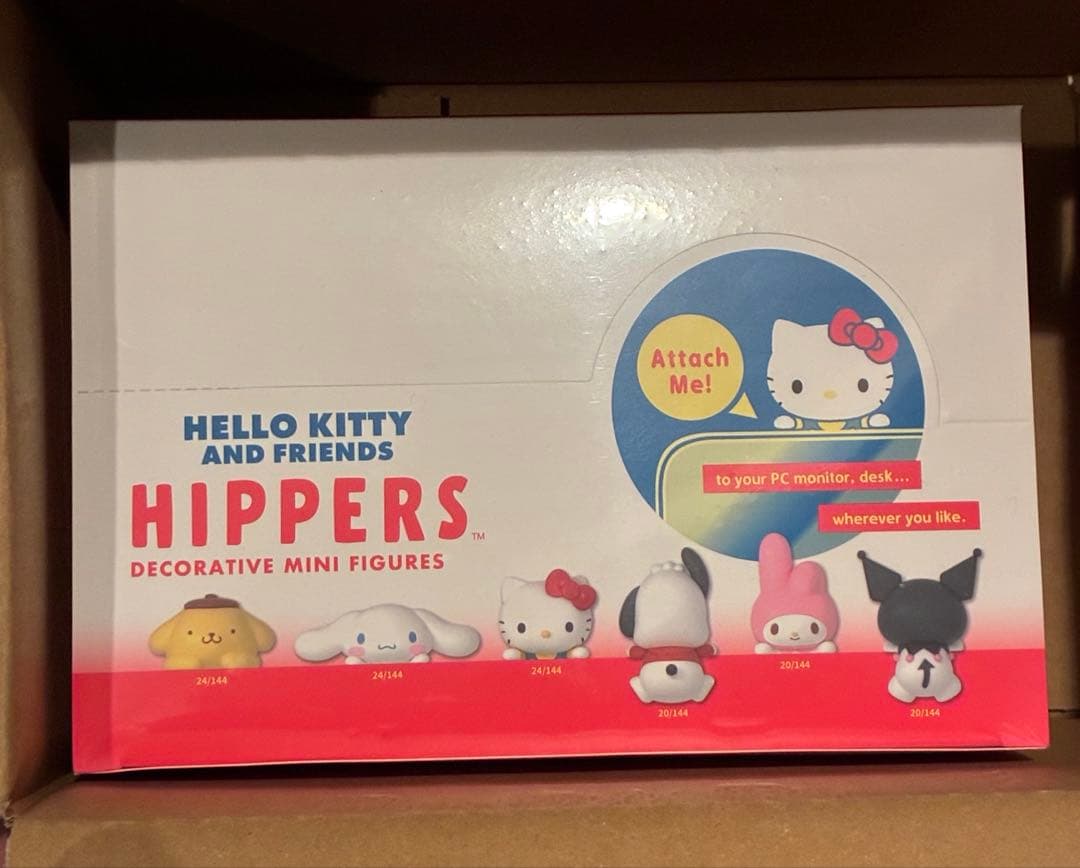 Attach
Me!
to your PC monitor, desk...
wherever you like.
HELLO KITTY
AND FRIENDS
HIPPERS™
DECORATIVE MINI FIGURES
24/144
24/144
24/144
20/144
20/144
20/144